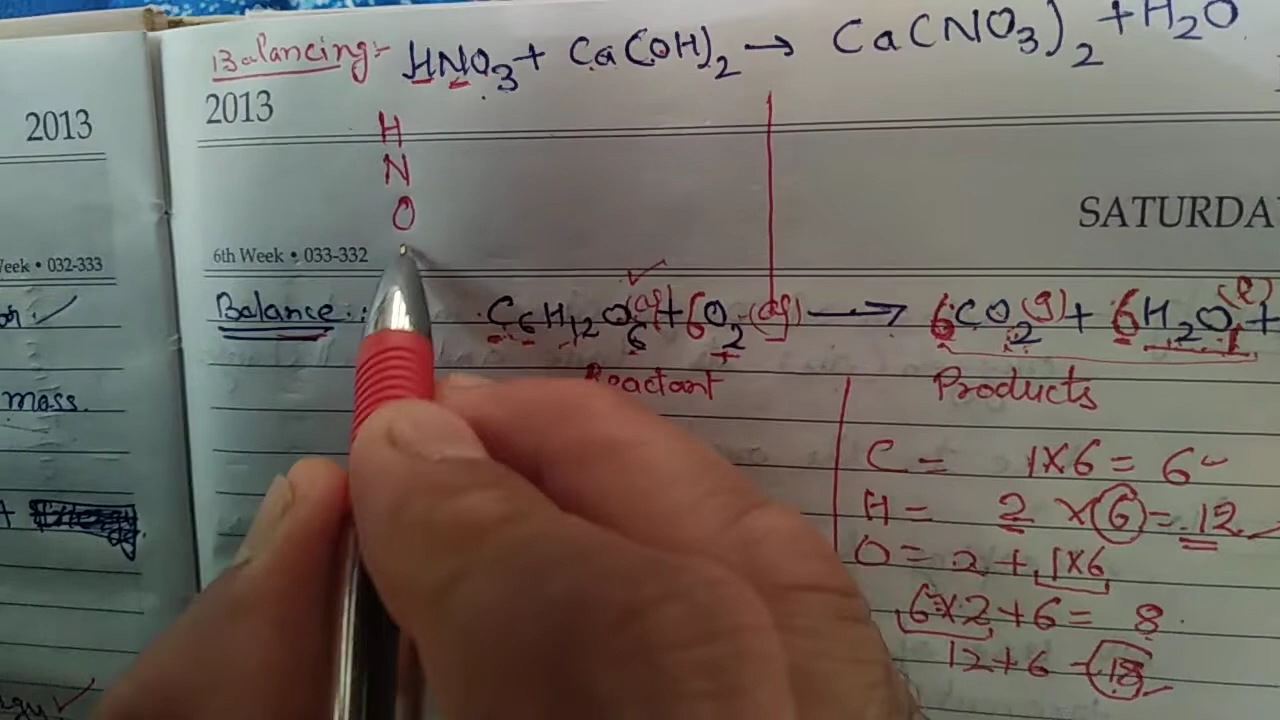 Balancing:- HNO3 + Ca(OH)2 → Ca(NO3)2 + H2O
2013
2013
H
N
O
SATURDA
6th Week • 033-332
Week • 032-333
Balance: C6H12O6(aq) + 6O2(aq) → 6CO2(g) + 6H2O(l) +
Reactant
Products
mass.
C = 1×6 = 6
H = 2 × 6 = 12
O = 2 + 1×6
6×2 + 6 = 8
12+6 - 18